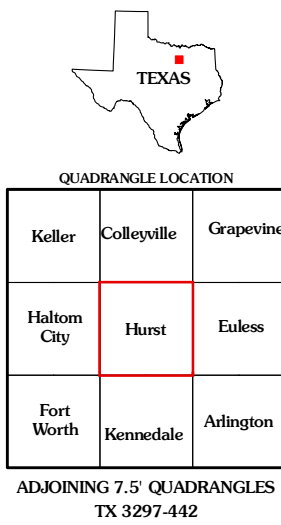 TEXAS
QUADRANGLE LOCATION
Keller
Colleyville
Grapevine
Haltom
City
Hurst
Euless
Fort
Worth
Kennedale
Arlington
ADJOINING 7.5' QUADRANGLES
TX 3297-442